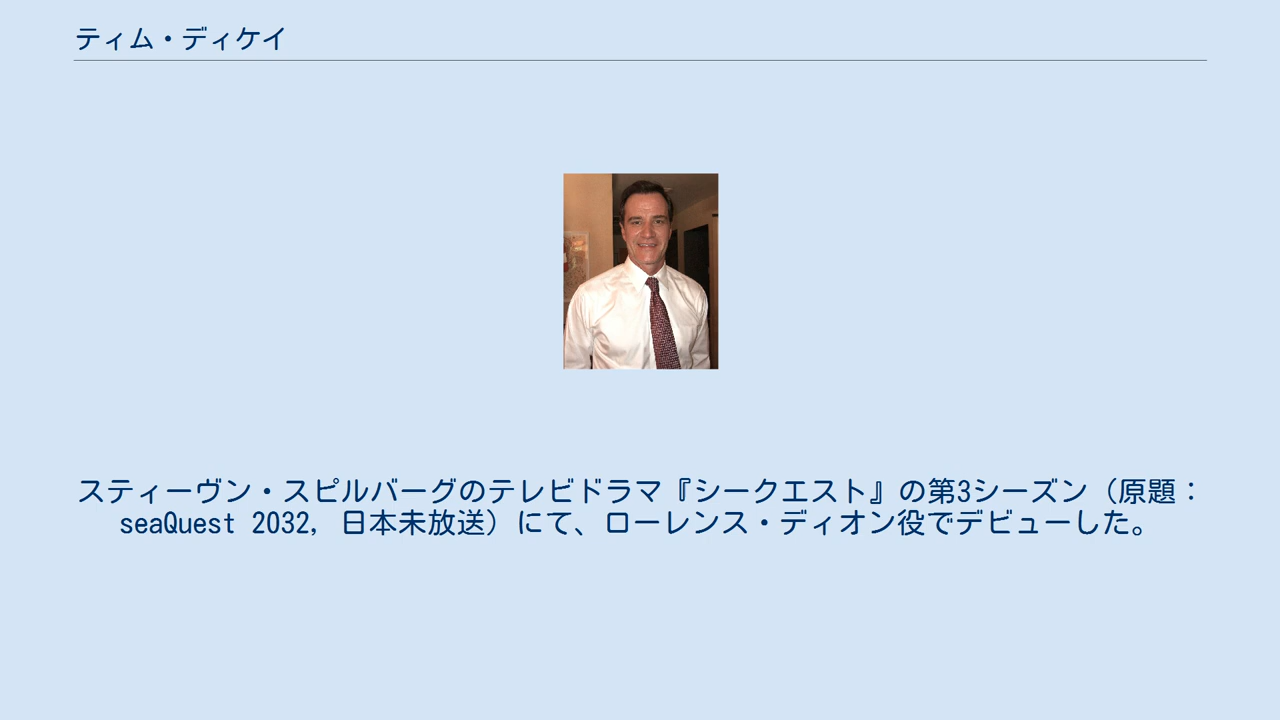 ティム・ディケイ
スティーヴン・スピルバーグのテレビドラマ『シークエスト』の第3シーズン（原題：
seaQuest 2032, 日本未放送）にて、ローレンス・ディオン役でデビューした。